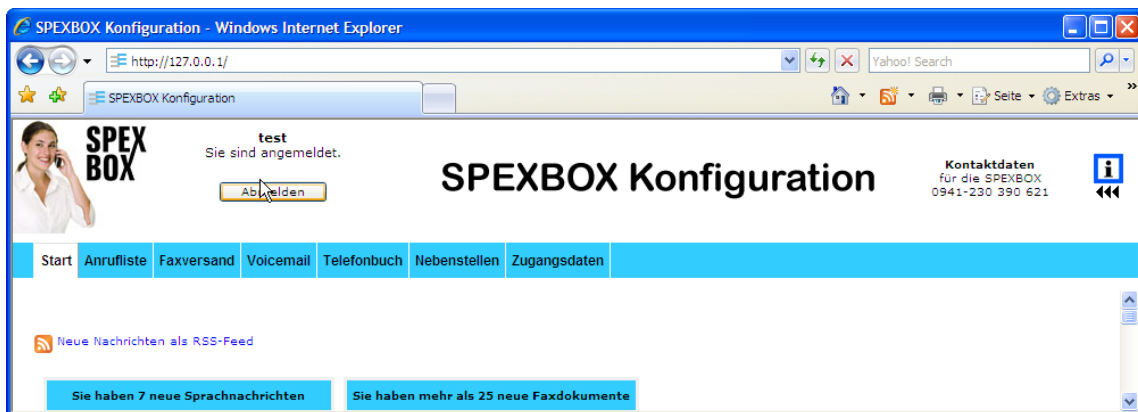 SPEXBOX Konfiguration - Windows Internet Explorer
http://127.0.0.1/
Yahoo! Search
SPEXBOX Konfiguration
Seite
Extras
»
SPEX
BOX
test
Sie sind angemeldet.
Abmelden
SPEXBOX Konfiguration
Kontaktdaten
für die SPEXBOX
0941-230 390 621
i
Start Anrufliste Faxversand Voicemail Telefonbuch Nebenstellen Zugangsdaten
Neue Nachrichten als RSS-Feed
Sie haben 7 neue Sprachnachrichten
Sie haben mehr als 25 neue Faxdokumente